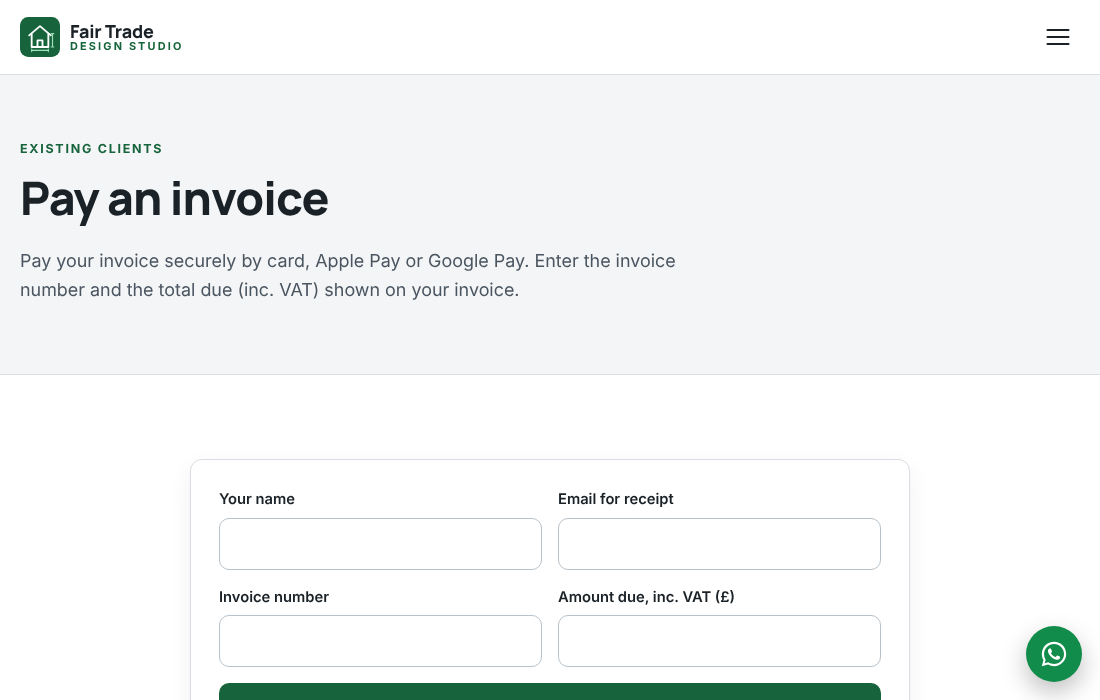 Fair Trade
DESIGN STUDIO
EXISTING CLIENTS
Pay an invoice
Pay your invoice securely by card, Apple Pay or Google Pay. Enter the invoice
number and the total due (inc. VAT) shown on your invoice.
Your name
Email for receipt
Invoice number
Amount due, inc. VAT (£)